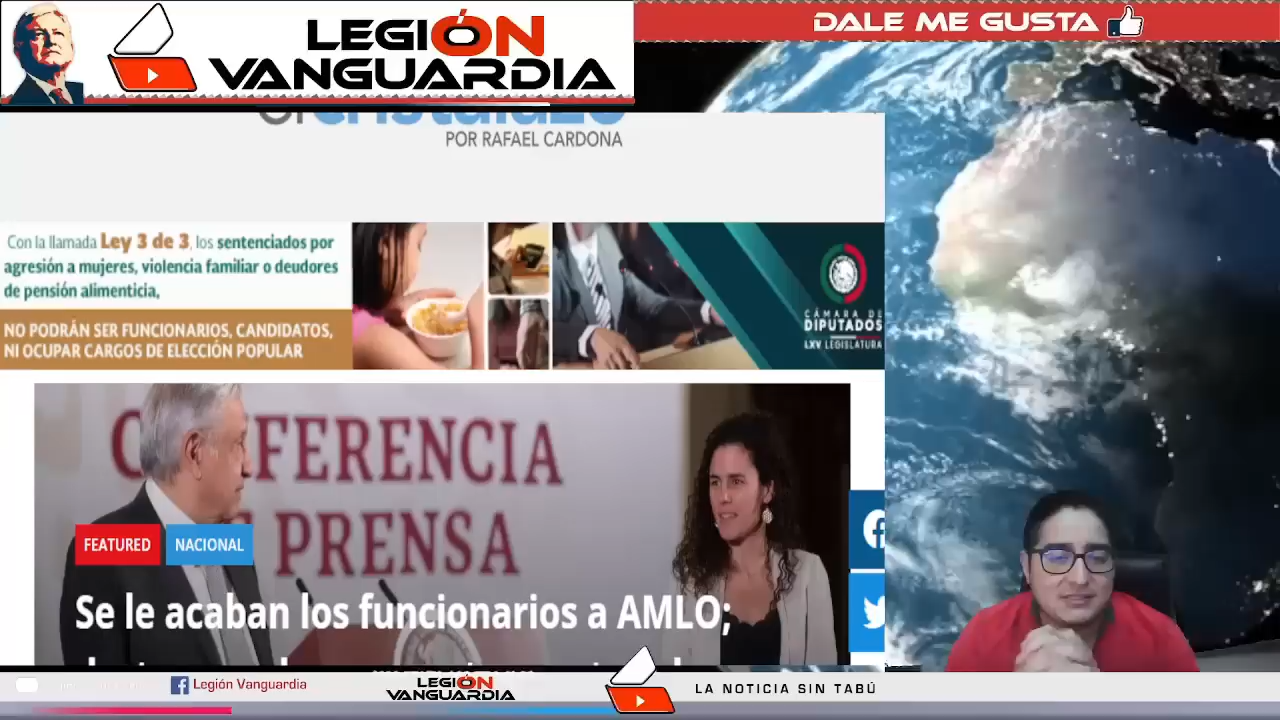 LEGIÓN
VANGUARDIA
DALE ME GUSTA
POR RAFAEL CARDONA
Con la llamada Ley 3 de 3, los sentenciados por
agresión a mujeres, violencia familiar o deudores
de pensión alimenticia,
NO PODRÁN SER FUNCIONARIOS, CANDIDATOS,
NI OCUPAR CARGOS DE ELECCIÓN POPULAR
CÁMARA DE
DIPUTADOS
LXV LEGISLATURA
CONFERENCIA
PRENSA
FEATURED
NACIONAL
Se le acaban los funcionarios a AMLO;
Legión Vanguardia
LEGIÓN
VANGUARDIA
LA NOTICIA SIN TABÚ